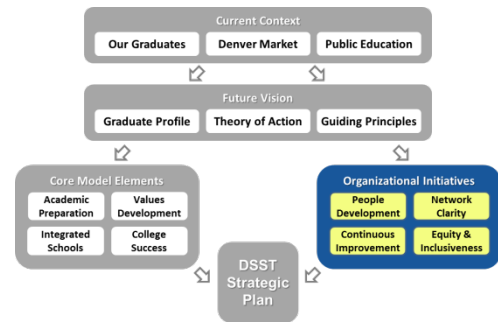 Current Context
Our Graduates Denver Market Public Education
Future Vision
Graduate Profile Theory of Action Guiding Principles
Core Model Elements
Academic Preparation
Values Development
Integrated Schools
College Success
Organizational Initiatives
People Development
Network Clarity
Continuous Improvement
Equity & Inclusiveness
DSST
Strategic
Plan